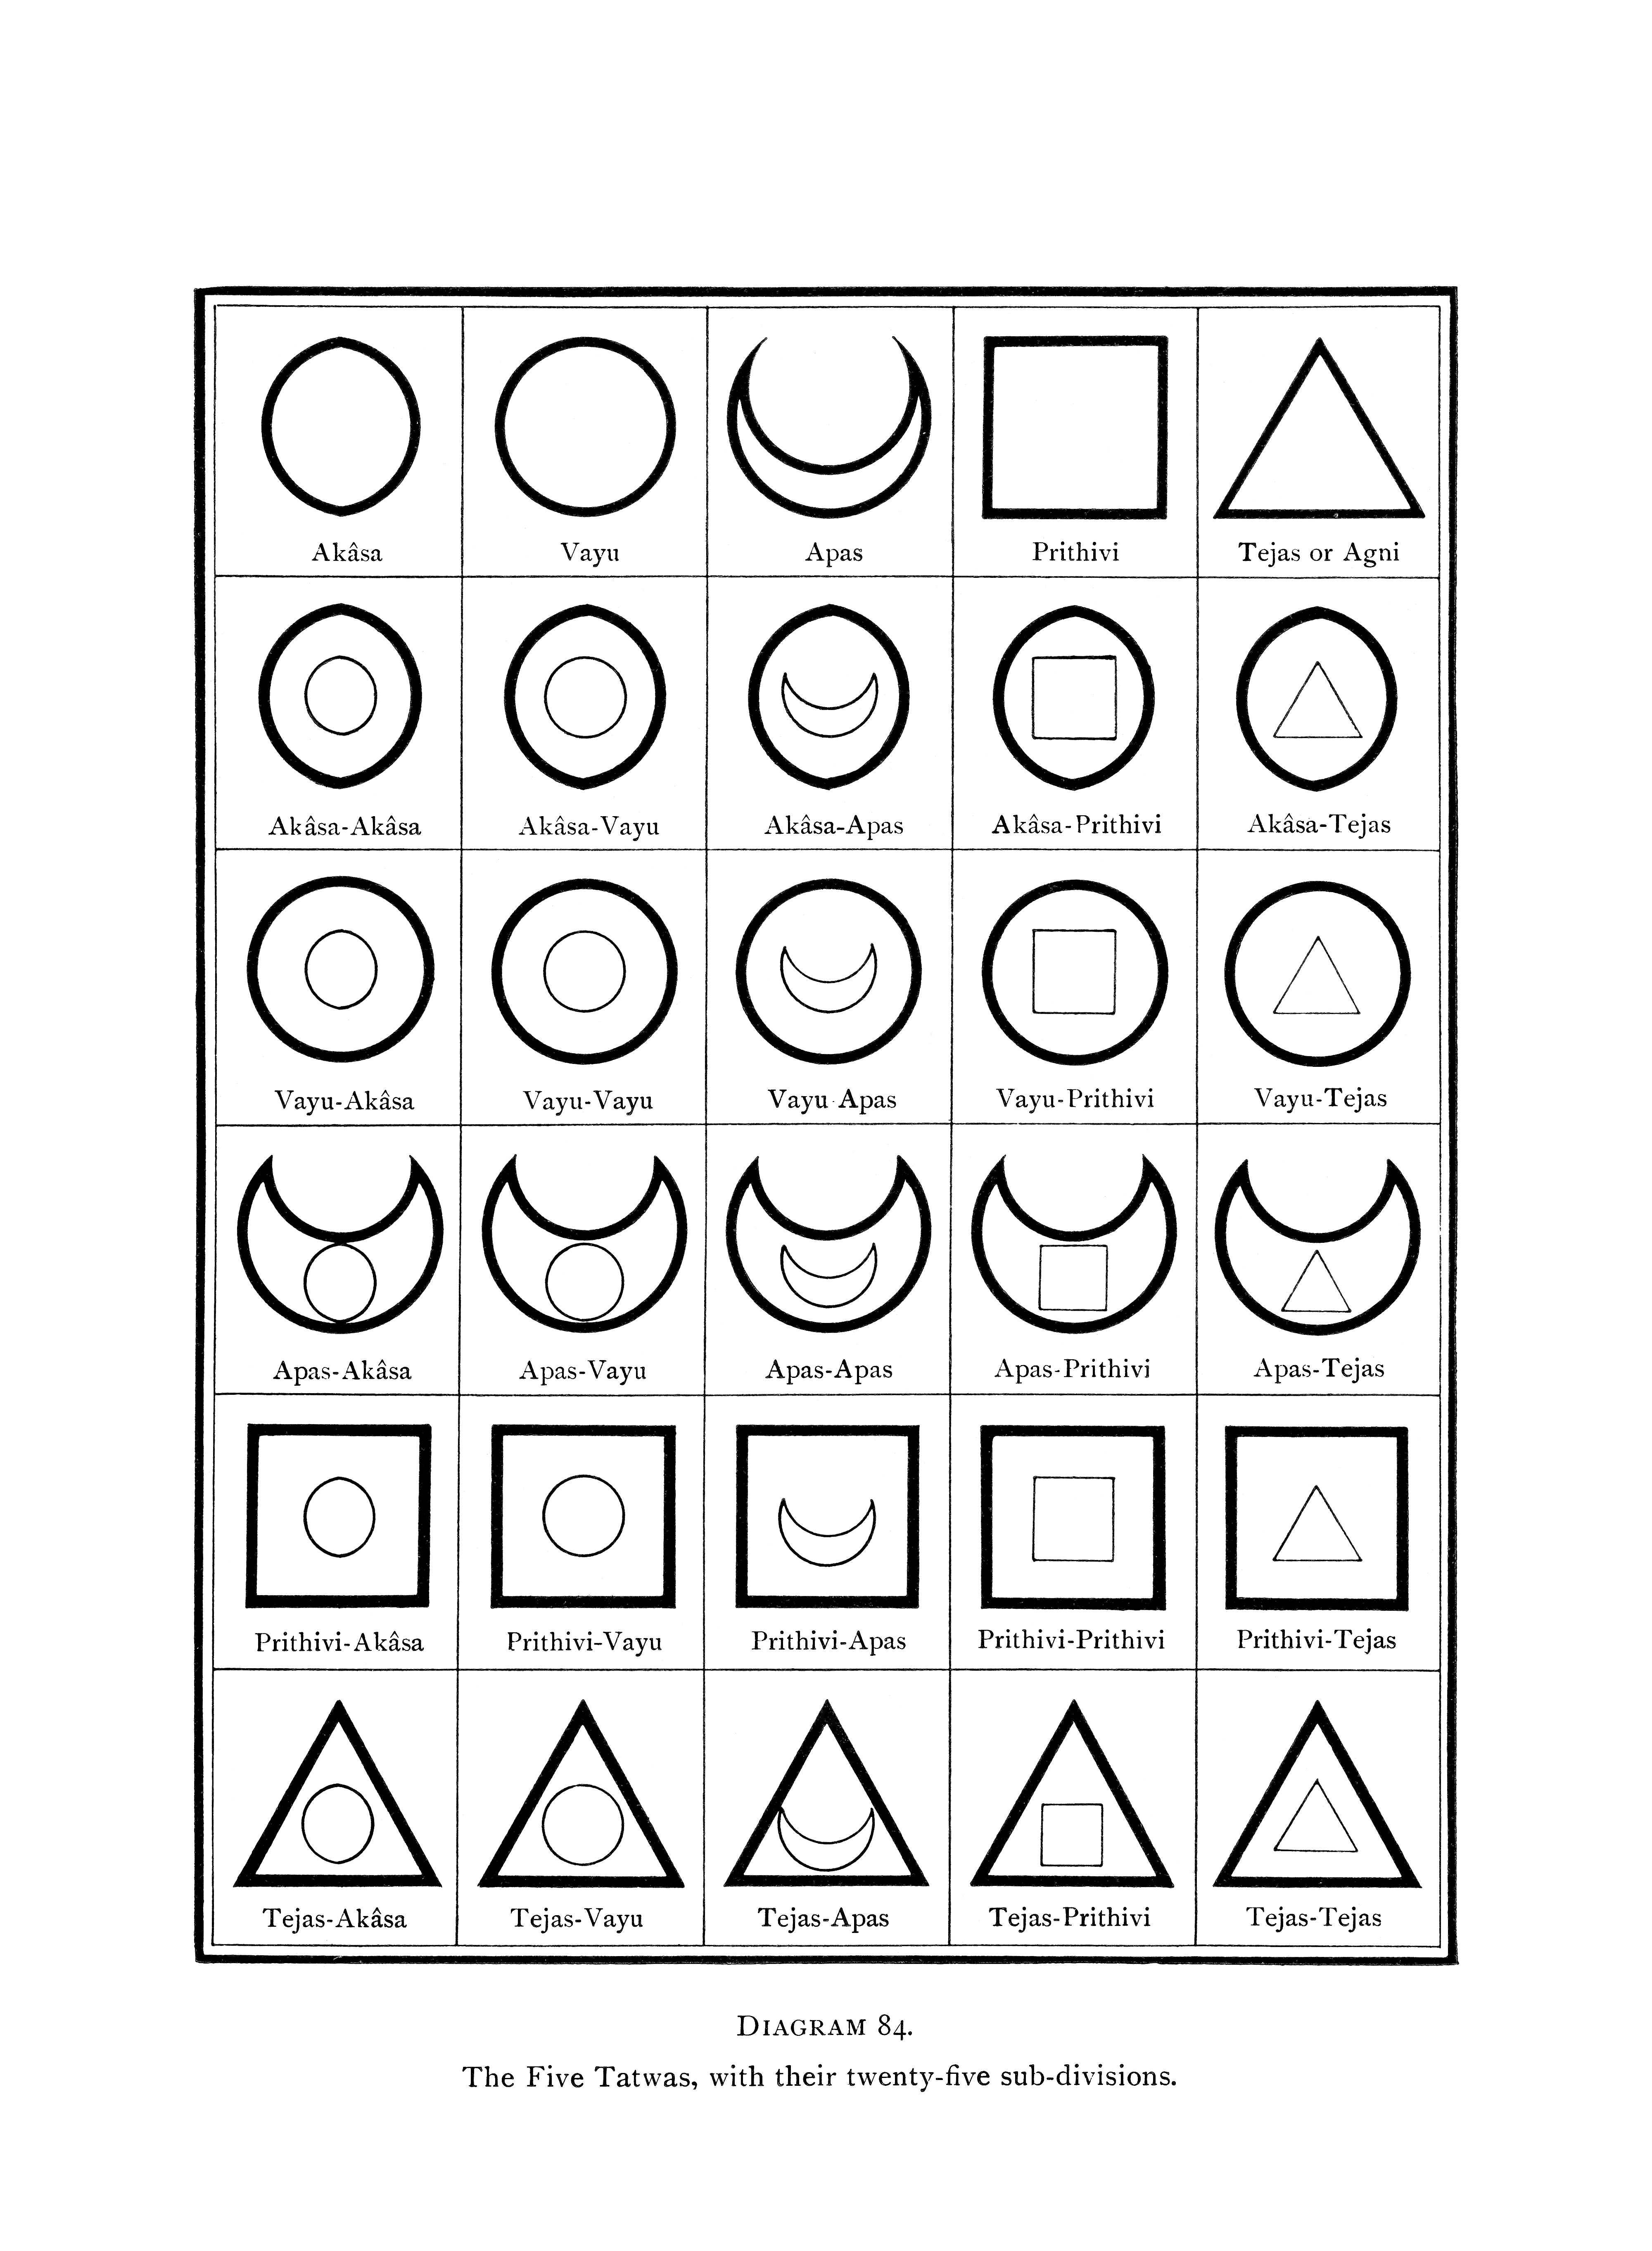 Akâsa Vayu Apas Prithivi Tejas or Agni
Akâsa-Akâsa Akâsa-Vayu Akâsa-Apas Akâsa-Prithivi Akâsa-Tejas
Vayu-Akâsa Vayu-Vayu Vayu-Apas Vayu-Prithivi Vayu-Tejas
Apas-Akâsa Apas-Vayu Apas-Apas Apas-Prithivi Apas-Tejas
Prithivi-Akâsa Prithivi-Vayu Prithivi-Apas Prithivi-Prithivi Prithivi-Tejas
Tejas-Akâsa Tejas-Vayu Tejas-Apas Tejas-Prithivi Tejas-Tejas
DIAGRAM 84.
The Five Tatwas, with their twenty-five sub-divisions.